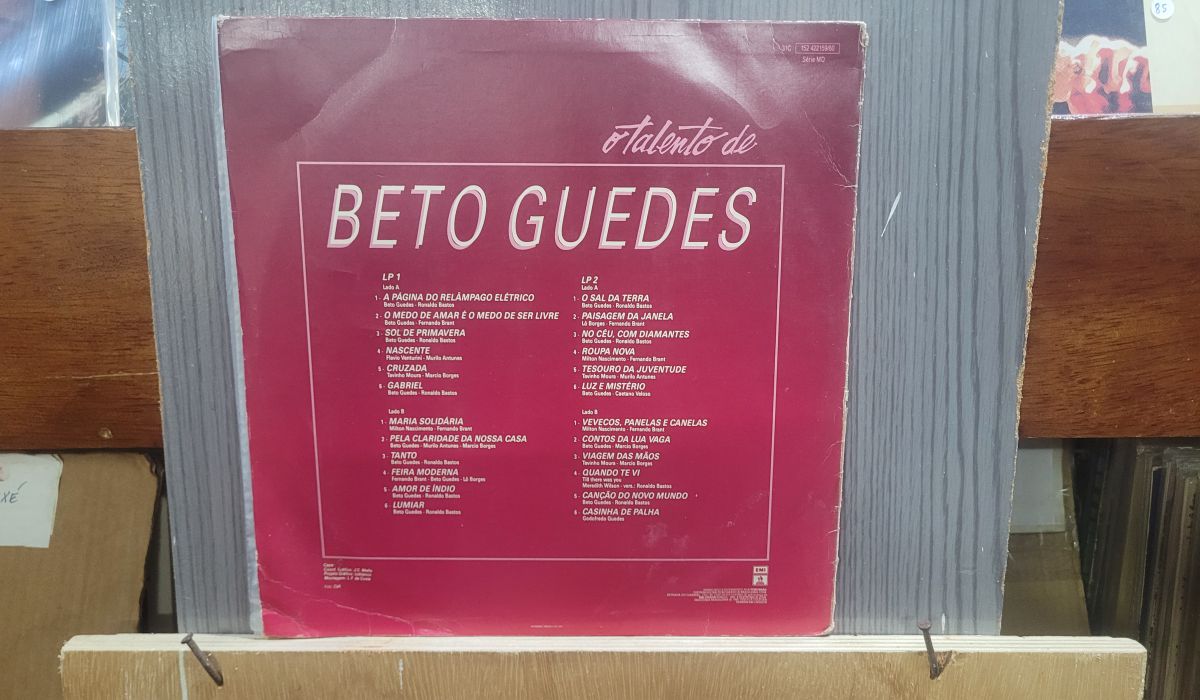 85
31C 152 422159/60
Série MD
o talento de
BETO GUEDES
LP 1
Lado A
1 - A PÁGINA DO RELÂMPAGO ELÉTRICO
Beto Guedes - Ronaldo Bastos
2 - O MEDO DE AMAR É O MEDO DE SER LIVRE
Beto Guedes - Fernando Brant
3 - SOL DE PRIMAVERA
Beto Guedes - Ronaldo Bastos
4 - NASCENTE
Flavio Venturini - Murilo Antunes
5 - CRUZADA
Tavinho Moura - Marcio Borges
6 - GABRIEL
Beto Guedes - Ronaldo Bastos
Lado B
1 - MARIA SOLIDÁRIA
Milton Nascimento - Fernando Brant
2 - PELA CLARIDADE DA NOSSA CASA
Beto Guedes - Murilo Antunes - Marcio Borges
3 - TANTO
Beto Guedes - Ronaldo Bastos
4 - FEIRA MODERNA
Fernando Brant - Beto Guedes - Lô Borges
5 - AMOR DE ÍNDIO
Beto Guedes - Ronaldo Bastos
6 - LUMIAR
Beto Guedes - Ronaldo Bastos
LP 2
Lado A
1 - O SAL DA TERRA
Beto Guedes - Ronaldo Bastos
2 - PAISAGEM DA JANELA
Lô Borges - Fernando Brant
3 - NO CÉU, COM DIAMANTES
Beto Guedes - Ronaldo Bastos
4 - ROUPA NOVA
Milton Nascimento - Fernando Brant
5 - TESOURO DA JUVENTUDE
Tavinho Moura - Murilo Antunes
6 - LUZ E MISTÉRIO
Beto Guedes - Caetano Veloso
Lado B
1 - VEVECOS, PANELAS E CANELAS
Milton Nascimento - Fernando Brant
2 - CONTOS DA LUA VAGA
Beto Guedes - Marcio Borges
3 - VIAGEM DAS MÃOS
Tavinho Moura - Marcio Borges
4 - QUANDO TE VI
Till there was you
Meredith Wilson - vers.: Ronaldo Bastos
5 - CANÇÃO DO NOVO MUNDO
Beto Guedes - Ronaldo Bastos
6 - CASINHA DE PALHA
Godofredo Guedes
Capa
EMI